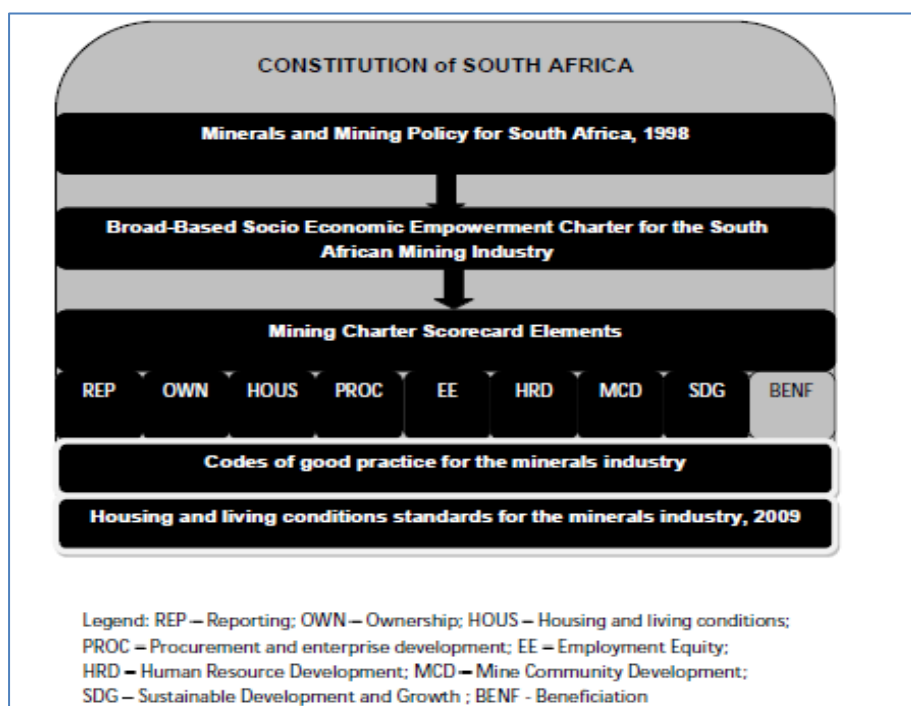 CONSTITUTION of SOUTH AFRICA
Minerals and Mining Policy for South Africa, 1998
Broad-Based Socio Economic Empowerment Charter for the South
African Mining Industry
Mining Charter Scorecard Elements
REP OWN HOUS PROC EE HRD MCD SDG BENF
Codes of good practice for the minerals industry
Housing and living conditions standards for the minerals industry, 2009
Legend: REP – Reporting; OWN – Ownership; HOUS – Housing and living conditions;
PROC – Procurement and enterprise development; EE – Employment Equity;
HRD – Human Resource Development; MCD – Mine Community Development;
SDG – Sustainable Development and Growth ; BENF - Beneficiation